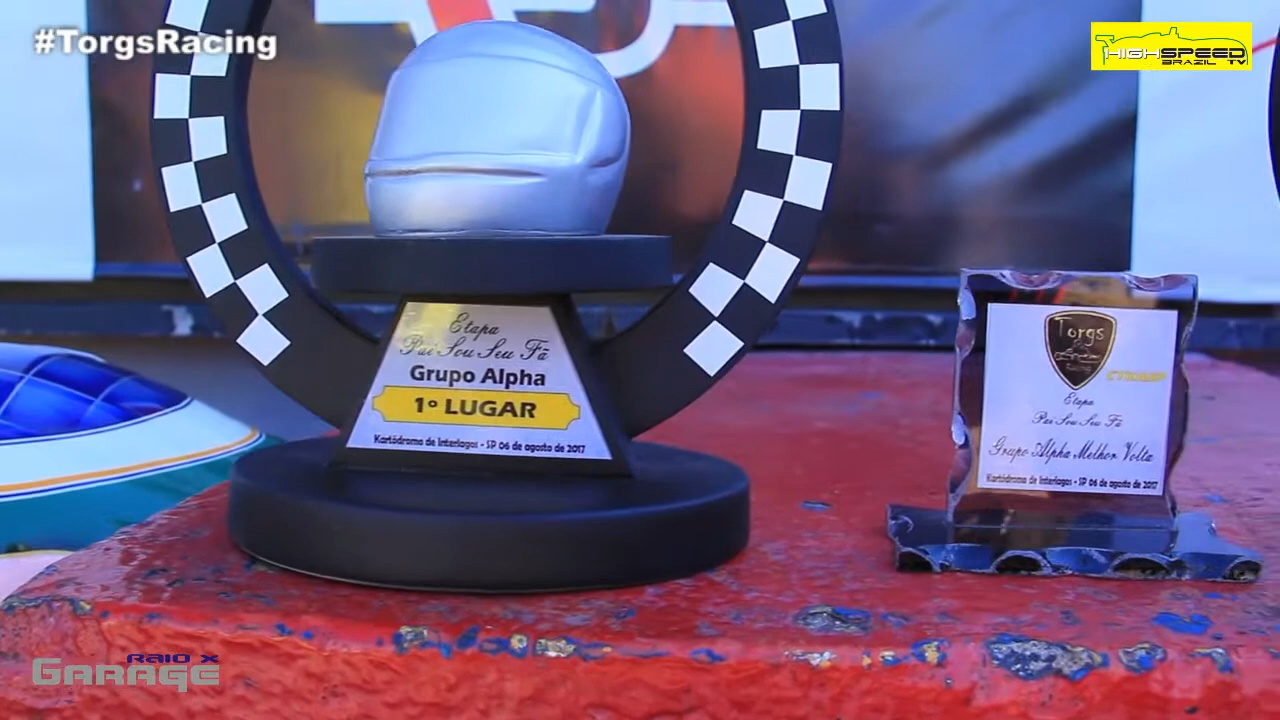 #TorgsRacing
HIGHSPEED
BRAZIL TV
Etapa
Pai Sou Seu Fã
Grupo Alpha
1º LUGAR
Kartódromo de Interlagos - SP 06 de agosto de 2017
Torgs
Racing
Etapa
Pai Sou Seu Fã
Grupo Alpha Melhor Volta
Kartódromo de Interlagos - SP 06 de agosto de 2017
RAIO X
GARAGE